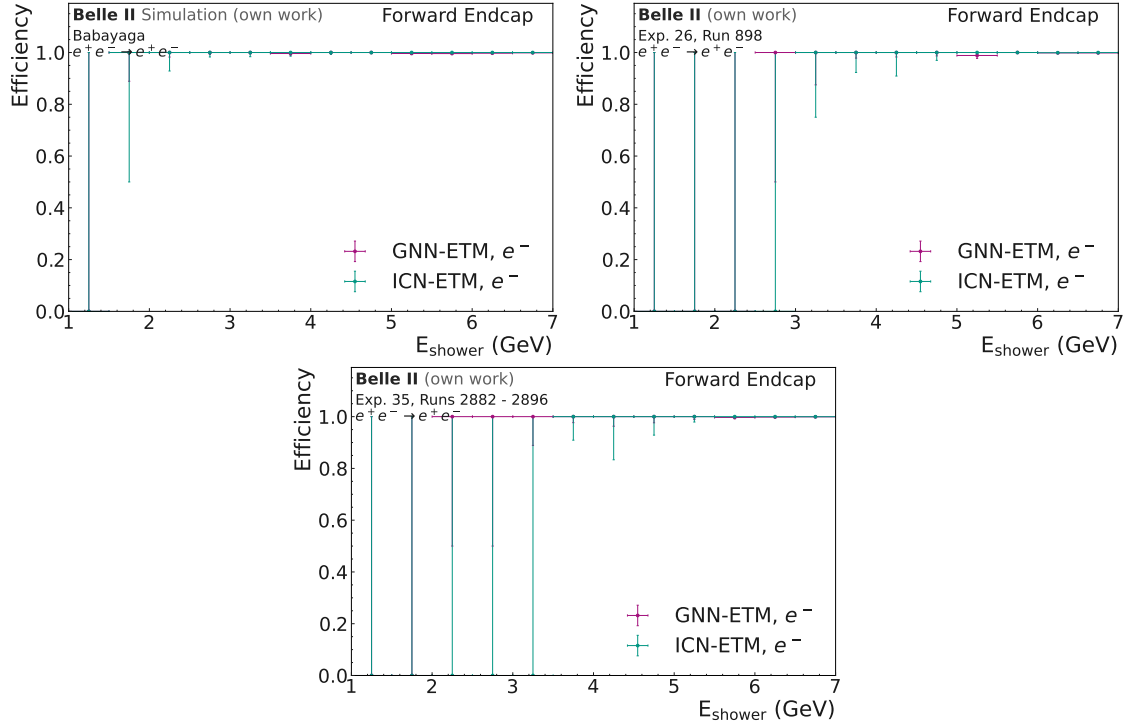 Belle II Simulation (own work)
Forward Endcap
Babayaga
e⁺e⁻ → e⁺e⁻
Efficiency
1.0
0.8
0.6
0.4
0.2
0.0
GNN-ETM, e⁻
ICN-ETM, e⁻
1 2 3 4 5 6 7
E_shower (GeV)
Belle II (own work)
Forward Endcap
Exp. 26, Run 898
e⁺e⁻ → e⁺e⁻
Efficiency
1.0
0.8
0.6
0.4
0.2
0.0
GNN-ETM, e⁻
ICN-ETM, e⁻
1 2 3 4 5 6 7
E_shower (GeV)
Belle II (own work)
Forward Endcap
Exp. 35, Runs 2882 - 2896
e⁺e⁻ → e⁺e⁻
Efficiency
1.0
0.8
0.6
0.4
0.2
0.0
GNN-ETM, e⁻
ICN-ETM, e⁻
1 2 3 4 5 6 7
E_shower (GeV)